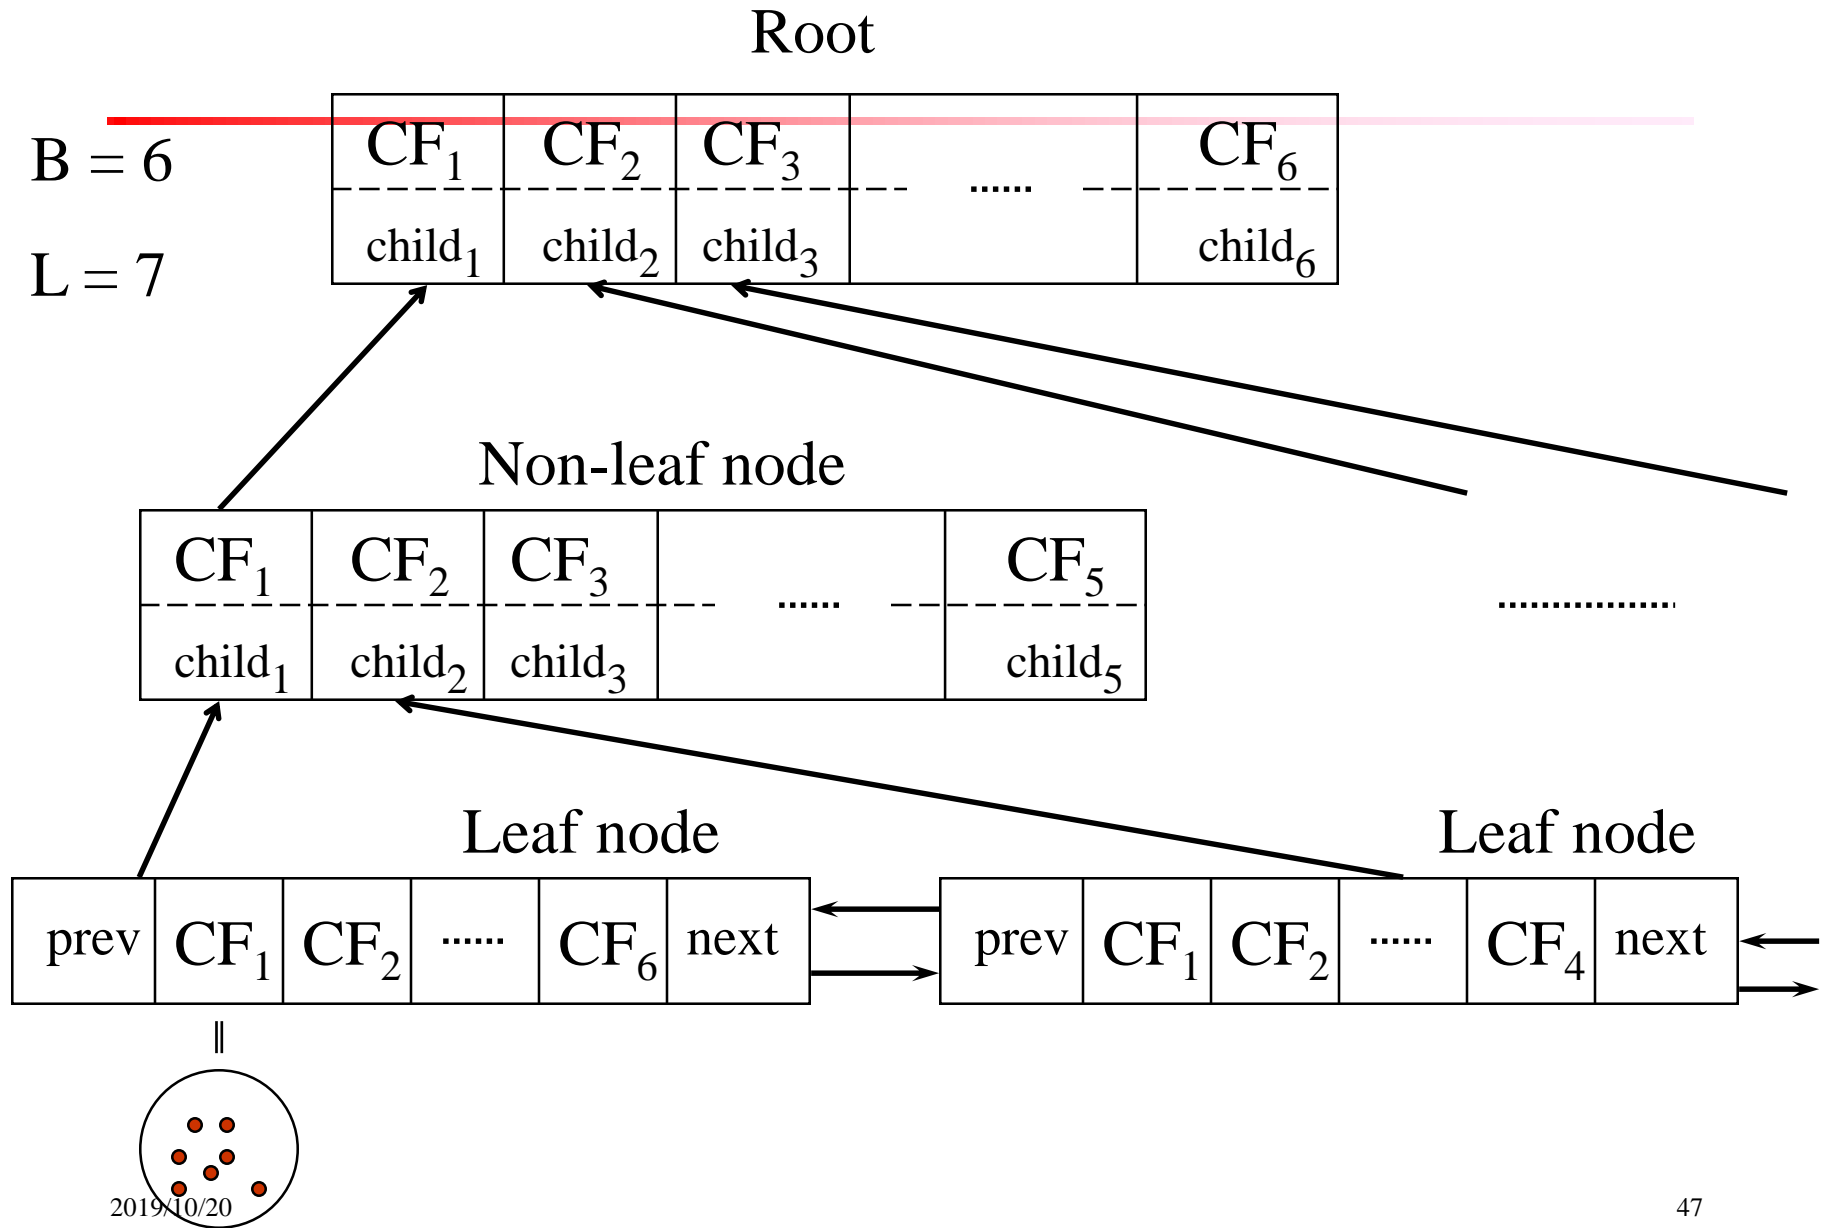 Root
B = 6
L = 7
CF1 CF2 CF3 ...... CF6
child1 child2 child3 child6
Non-leaf node
CF1 CF2 CF3 ...... CF5
child1 child2 child3 child5
..................
Leaf node Leaf node
prev CF1 CF2 ...... CF6 next prev CF1 CF2 ...... CF4 next
2019/10/20 47